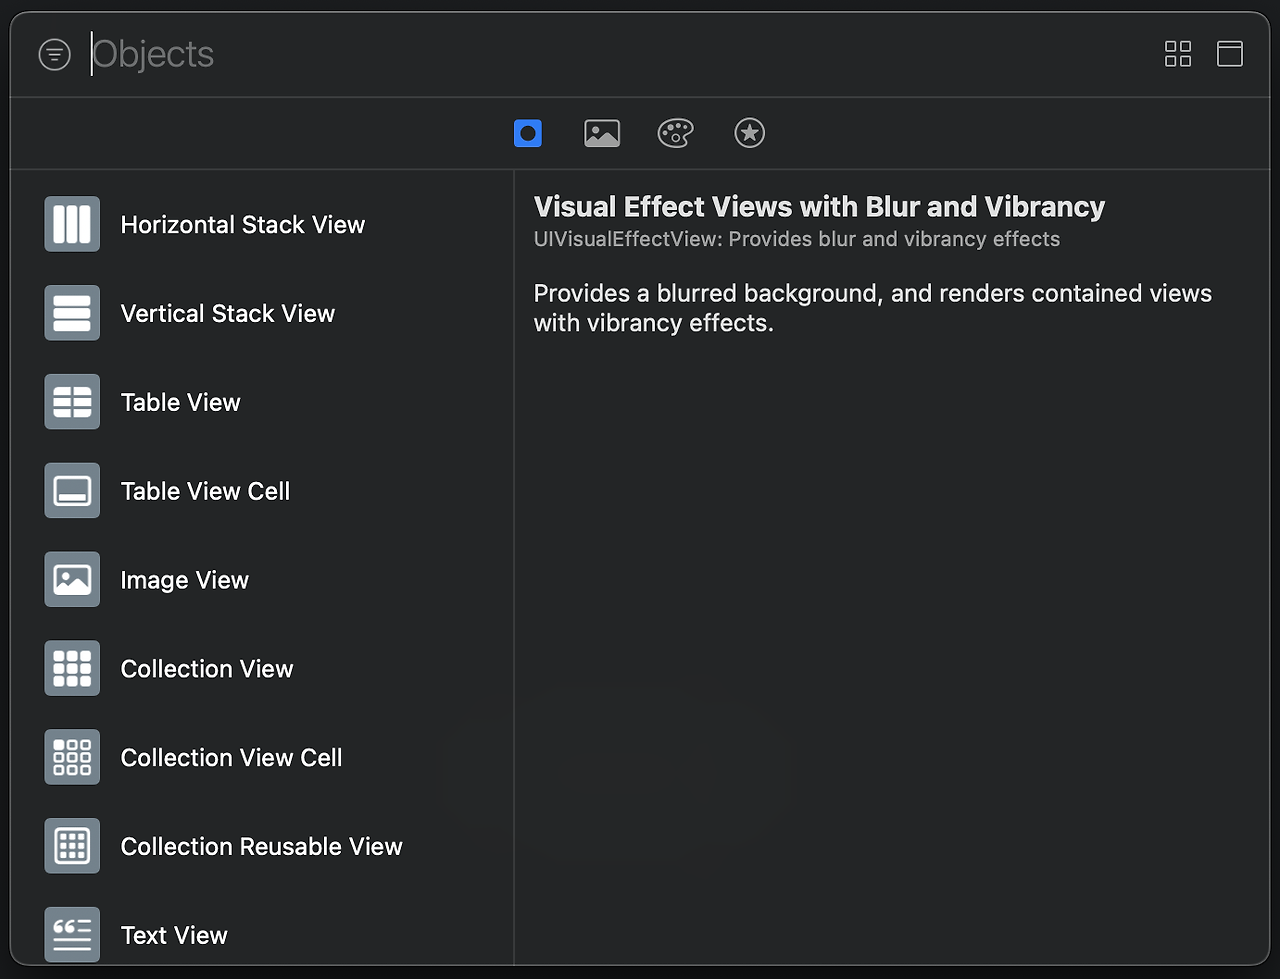 Objects
Horizontal Stack View
Vertical Stack View
Table View
Table View Cell
Image View
Collection View
Collection View Cell
Collection Reusable View
Text View
Visual Effect Views with Blur and Vibrancy
UIVisualEffectView: Provides blur and vibrancy effects
Provides a blurred background, and renders contained views
with vibrancy effects.